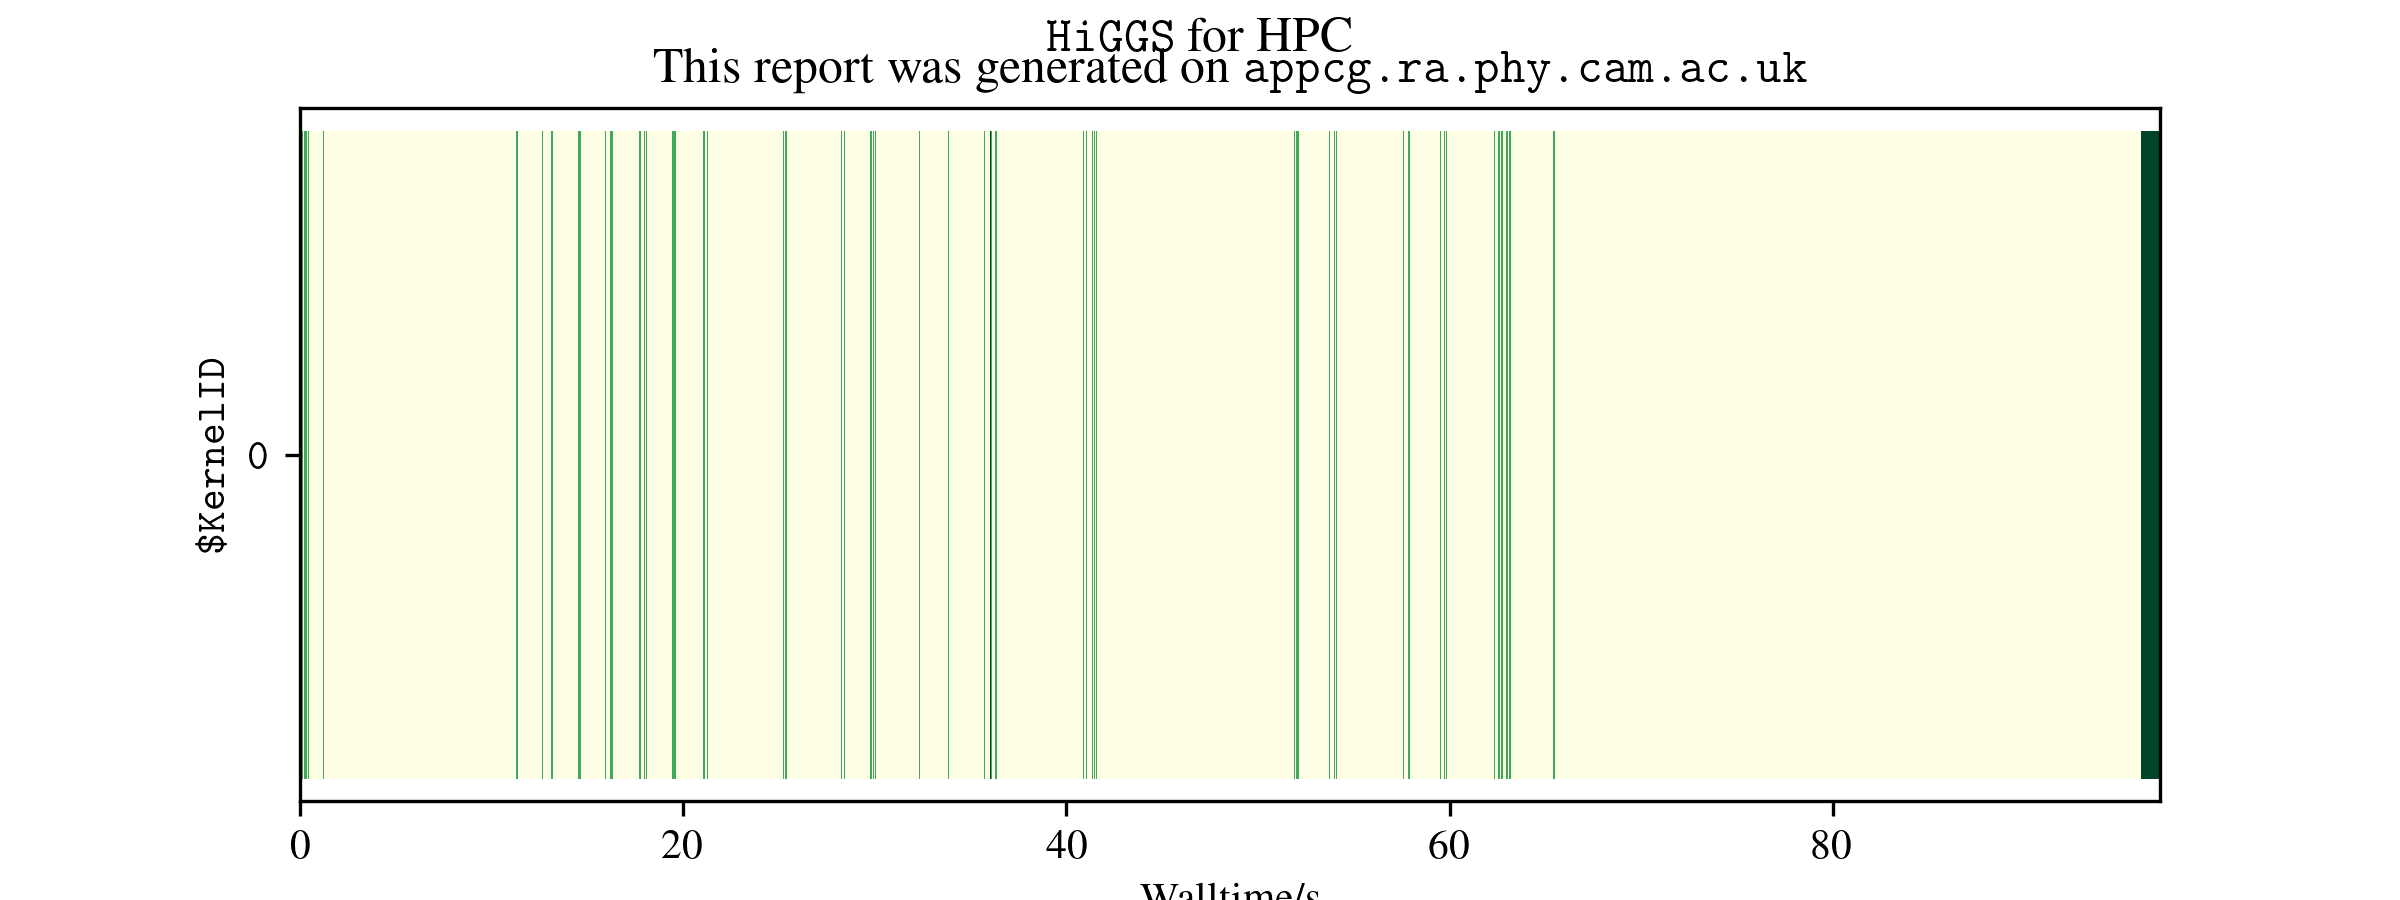 HiGGS for HPC
This report was generated on appcg.ra.phy.cam.ac.uk
$KernelID
0
0 20 40 60 80
Walltime/s